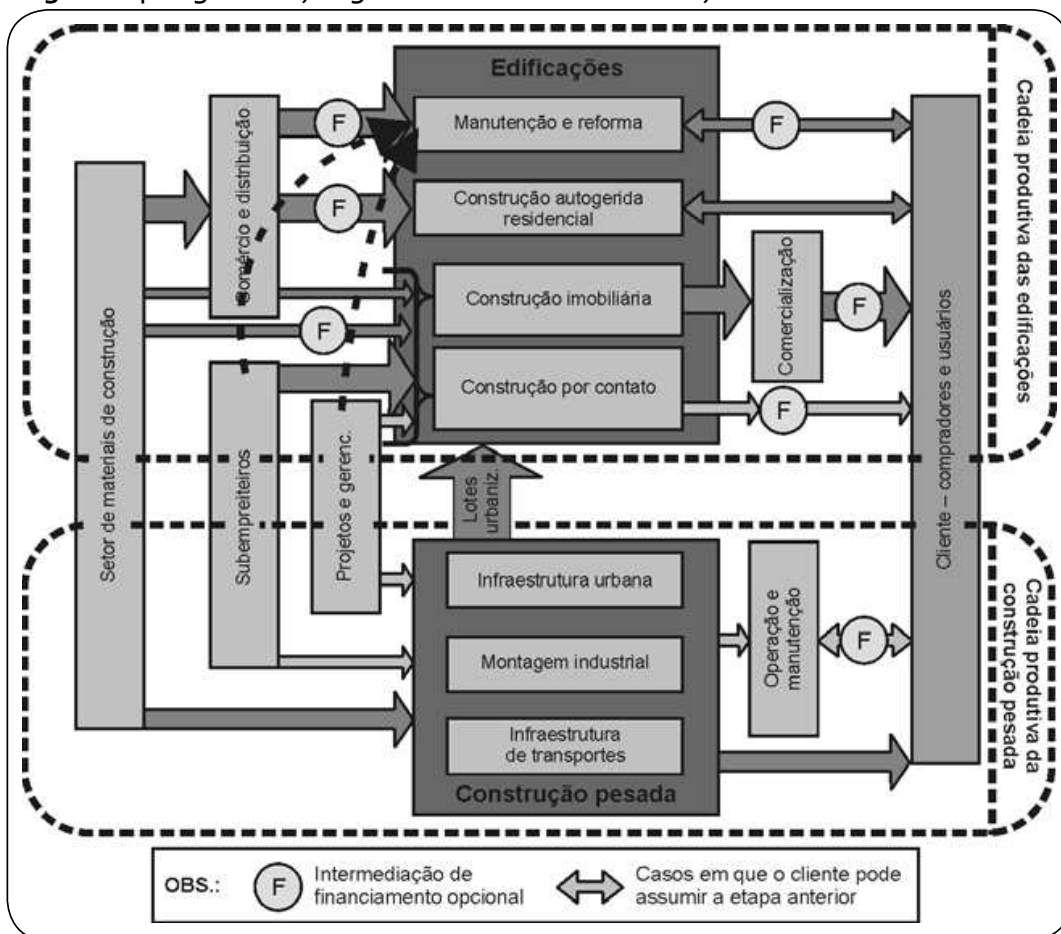 Edificações
Manutenção e reforma
Construção autogerida
residencial
Construção imobiliária
Construção por contato
Comércio e distribuição
Setor de materiais de construção
Subempreiteiros
Projetos e gerenc.
Lotes
urbaniz.
Comercialização
Cliente – compradores e usuários
Cadeia produtiva das edificações
F
F
F
F
F
F
Infraestrutura urbana
Montagem industrial
Infraestrutura
de transportes
Construção pesada
Operação e
manutenção
F
Cadeia produtiva da
construção pesada
OBS.:
F
Intermediação de
financiamento opcional
Casos em que o cliente pode
assumir a etapa anterior